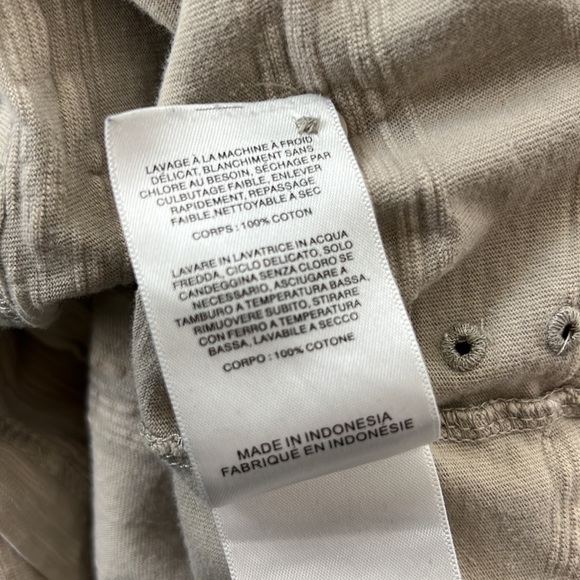 LAVAGE À LA MACHINE À FROID
DÉLICAT, BLANCHIMENT SANS
CHLORE AU BESOIN, SÉCHAGE PAR
CULBUTAGE FAIBLE, ENLEVER
RAPIDEMENT, REPASSAGE
FAIBLE, NETTOYABLE À SEC
CORPS: 100% COTON
LAVARE IN LAVATRICE IN ACQUA
FREDDA, CICLO DELICATO, SOLO
CANDEGGINA SENZA CLORO SE
NECESSARIO, ASCIUGARE A
TAMBURO A TEMPERATURA BASSA,
RIMUOVERE SUBITO, STIRARE
CON FERRO A TEMPERATURA
BASSA, LAVABILE A SECCO
CORPO: 100% COTONE
MADE IN INDONESIA
FABRIQUÉ EN INDONÉSIE